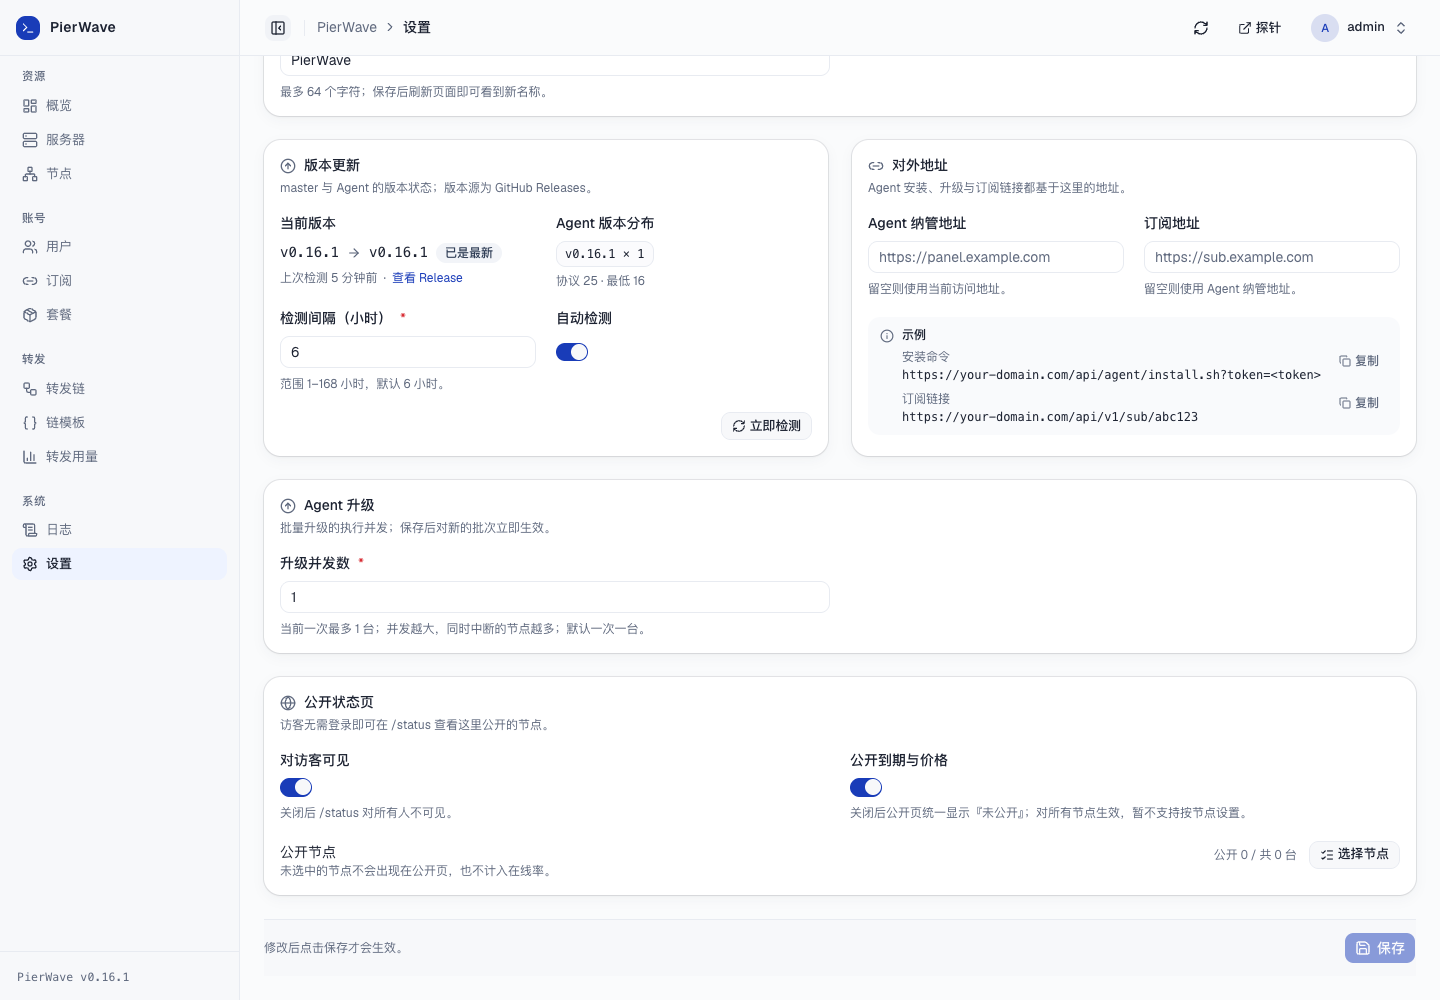 PierWave
PierWave
设置
探针
A
admin
资源
概览
服务器
节点
账号
用户
订阅
套餐
转发
转发链
链模板
转发用量
系统
日志
设置
PierWave v0.16.1
PierWave
最多 64 个字符；保存后刷新页面即可看到新名称。
版本更新
master 与 Agent 的版本状态；版本源为 GitHub Releases。
当前版本
v0.16.1 → v0.16.1 已是最新
上次检测 5 分钟前 · 查看 Release
Agent 版本分布
v0.16.1 × 1
协议 25 · 最低 16
检测间隔（小时） *
6
范围 1–168 小时，默认 6 小时。
自动检测
立即检测
对外地址
Agent 安装、升级与订阅链接都基于这里的地址。
Agent 纳管地址
https://panel.example.com
留空则使用当前访问地址。
订阅地址
https://sub.example.com
留空则使用 Agent 纳管地址。
示例
安装命令
https://your-domain.com/api/agent/install.sh?token=<token>
复制
订阅链接
https://your-domain.com/api/v1/sub/abc123
复制
Agent 升级
批量升级的执行并发；保存后对新的批次立即生效。
升级并发数 *
1
当前一次最多 1 台；并发越大，同时中断的节点越多；默认一次一台。
公开状态页
访客无需登录即可在 /status 查看这里公开的节点。
对访客可见
关闭后 /status 对所有人不可见。
公开到期与价格
关闭后公开页统一显示『未公开』；对所有节点生效，暂不支持按节点设置。
公开节点
未选中的节点不会出现在公开页，也不计入在线率。
公开 0 / 共 0 台
选择节点
修改后点击保存才会生效。
保存